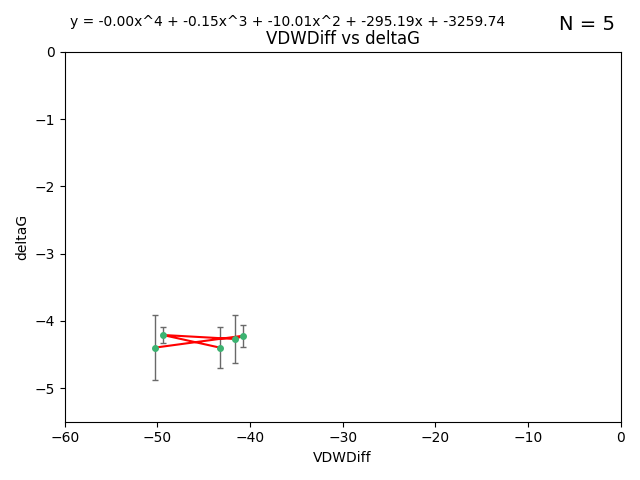 y = -0.00x^4 + -0.15x^3 + -10.01x^2 + -295.19x + -3259.74
N = 5
VDWDiff vs deltaG
0
−1
−2
−3
−4
−5
deltaG
−60
−50
−40
−30
−20
−10
0
VDWDiff